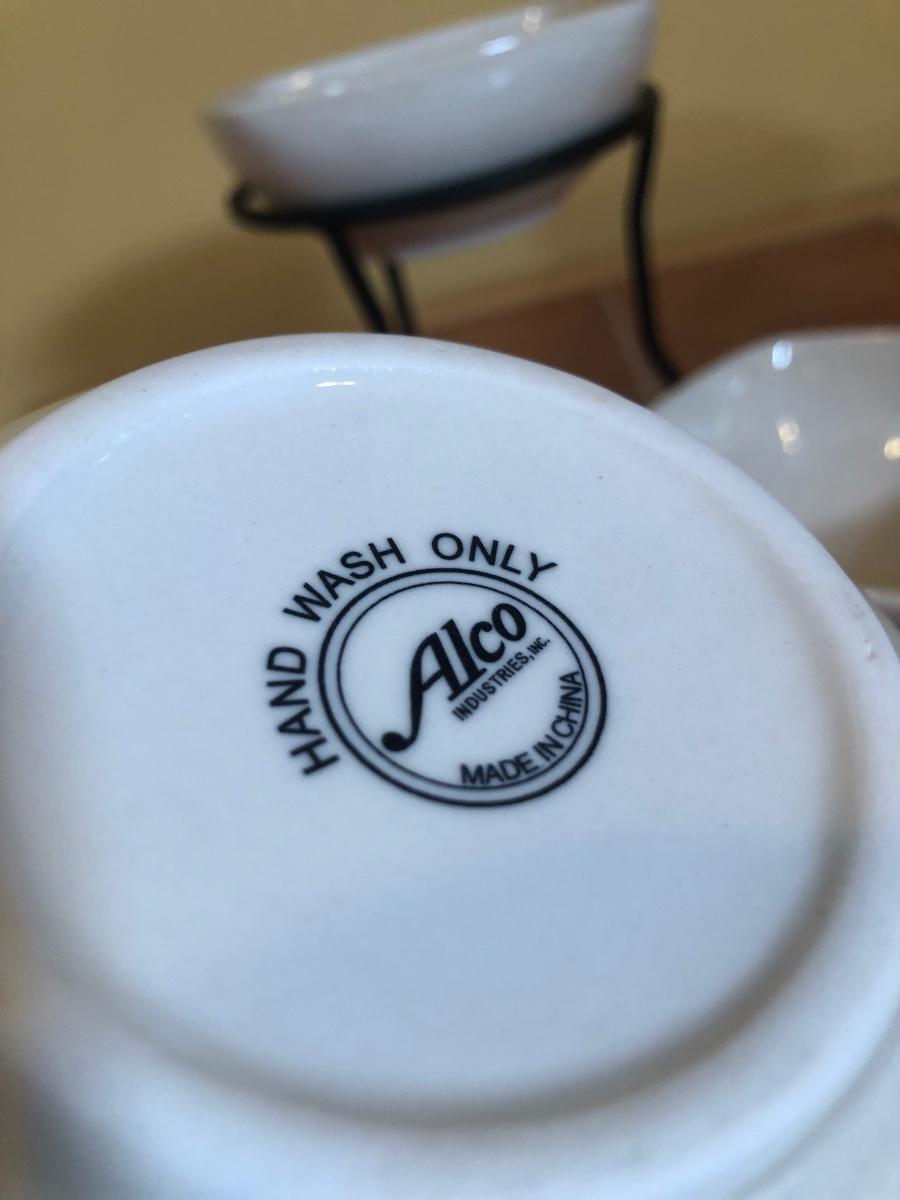 HAND WASH ONLY
Alco
INDUSTRIES, INC.
MADE IN CHINA